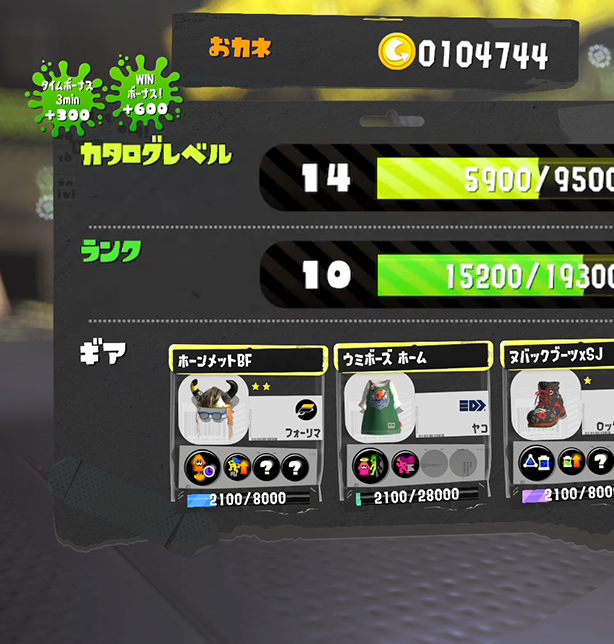 おカネ
0104744
タイムボーナス
3min
+300
WIN
ボーナス!
+600
カタログレベル
14
5900/9500
ランク
10
15200/19300
ギア
ホーンメットBF
フォーリマ
? ?
2100/8000
ウミボーズ ホーム
ヤコ
2100/28000
ヌバックブーツxSJ
ロッ
?
2100/800